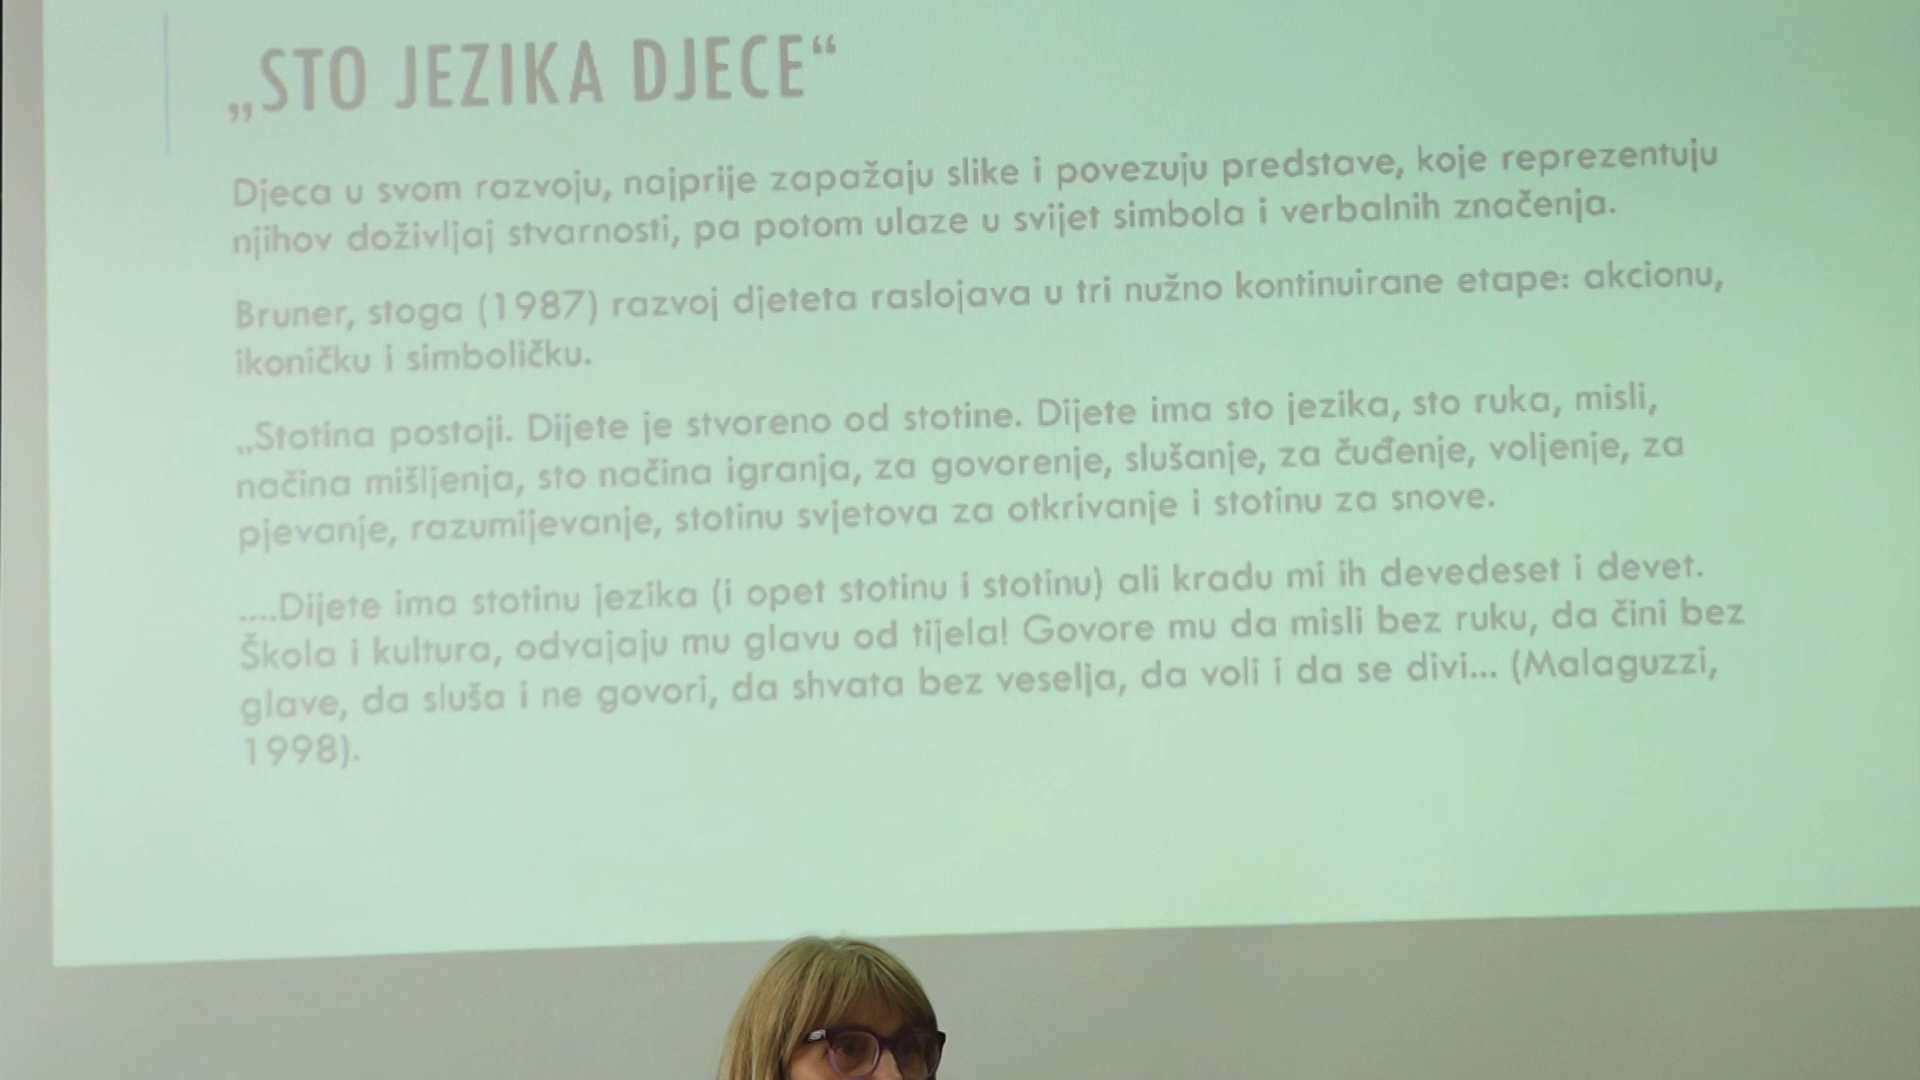 „STO JEZIKA DJECE“
Djeca u svom razvoju, najprije zapažaju slike i povezuju predstave, koje reprezentuju
njihov doživljaj stvarnosti, pa potom ulaze u svijet simbola i verbalnih značenja.
Bruner, stoga (1987) razvoj djeteta raslojava u tri nužno kontinuirane etape: akcionu,
ikoničku i simboličku.
„Stotina postoji. Dijete je stvoreno od stotine. Dijete ima sto jezika, sto ruka, misli,
načina mišljenja, sto načina igranja, za govorenje, slušanje, za čuđenje, voljenje, za
pjevanje, razumijevanje, stotinu svjetova za otkrivanje i stotinu za snove.
....Dijete ima stotinu jezika (i opet stotinu i stotinu) ali kradu mi ih devedeset i devet.
Škola i kultura, odvajaju mu glavu od tijela! Govore mu da misli bez ruku, da čini bez
glave, da sluša i ne govori, da shvata bez veselja, da voli i da se divi... (Malaguzzi,
1998).